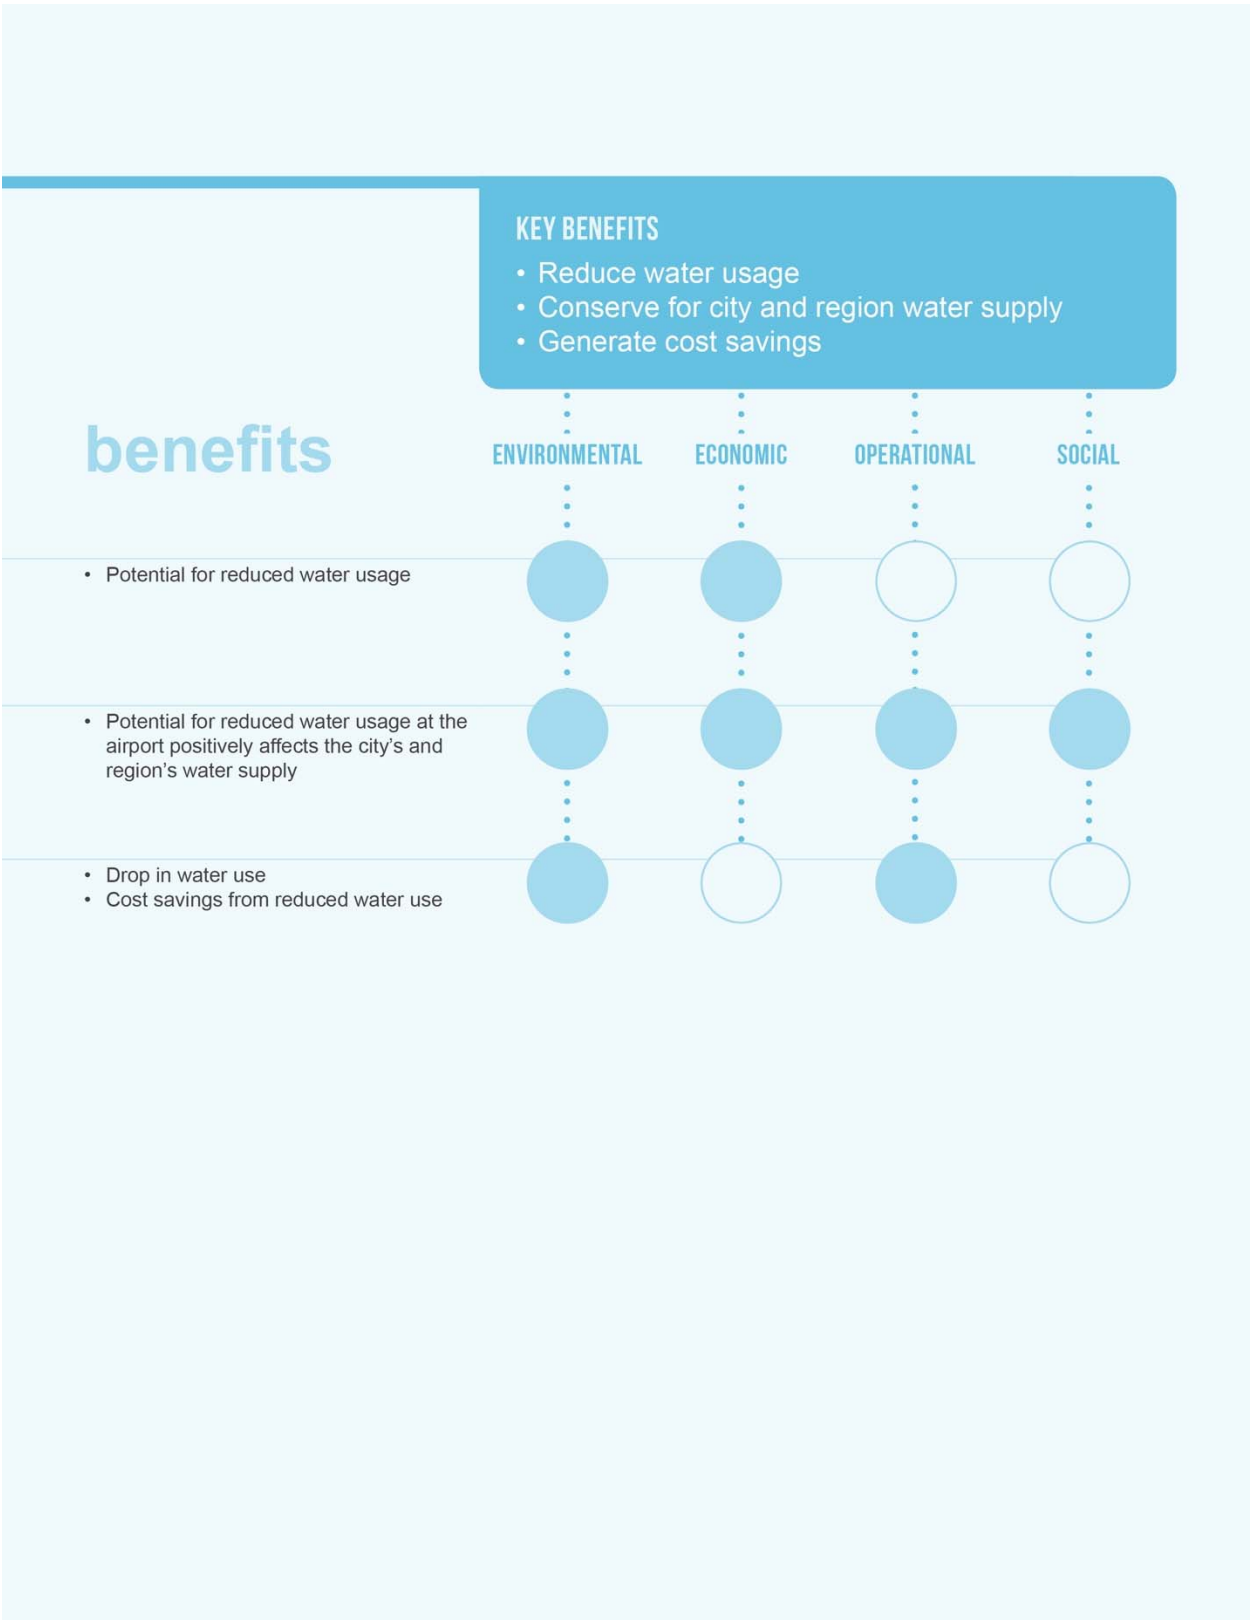 KEY BENEFITS
• Reduce water usage
• Conserve for city and region water supply
• Generate cost savings
benefits
ENVIRONMENTAL
ECONOMIC
OPERATIONAL
SOCIAL
• Potential for reduced water usage
• Potential for reduced water usage at the
airport positively affects the city’s and
region’s water supply
• Drop in water use
• Cost savings from reduced water use